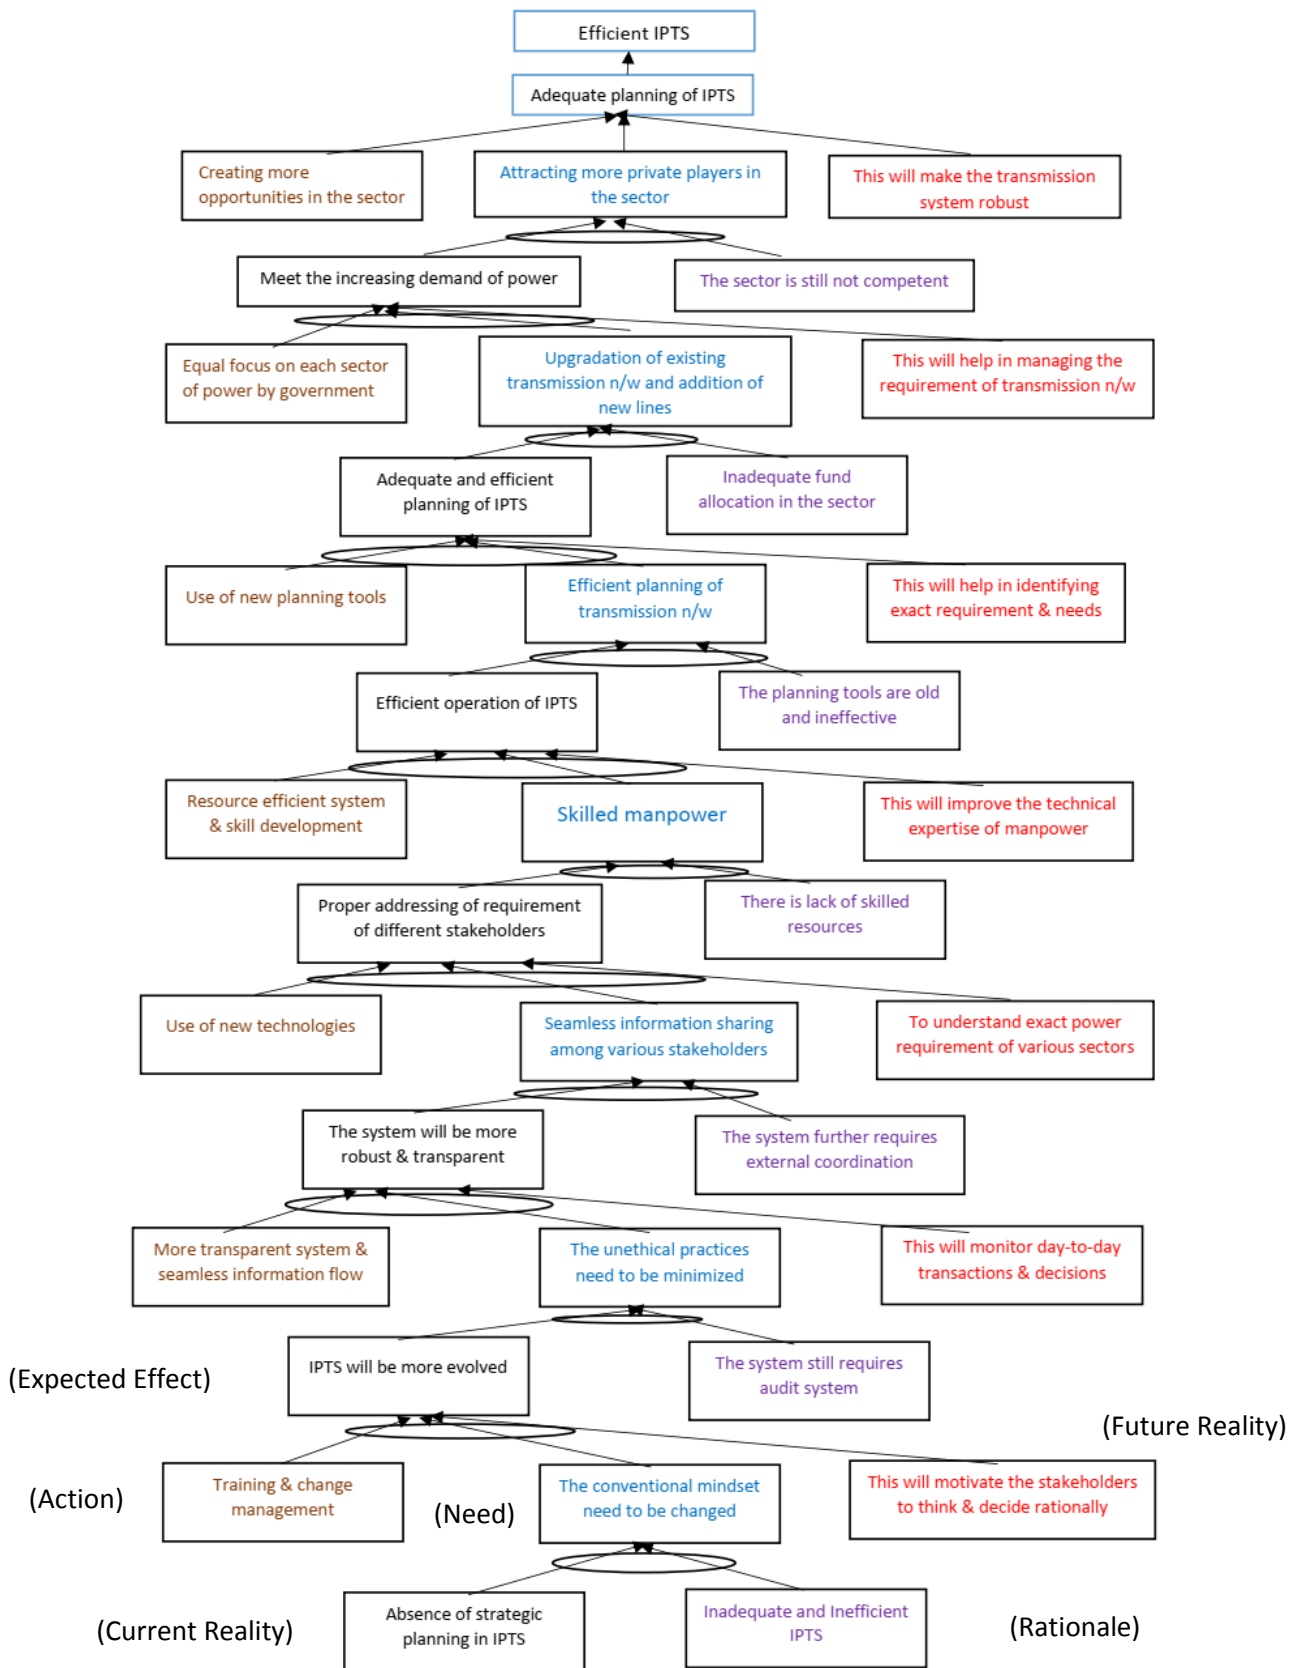 Efficient IPTS
Adequate planning of IPTS
Creating more
opportunities in the sector
Attracting more private players in
the sector
This will make the transmission
system robust
Meet the increasing demand of power
The sector is still not competent
Equal focus on each sector
of power by government
Upgradation of existing
transmission n/w and addition of
new lines
This will help in managing the
requirement of transmission n/w
Adequate and efficient
planning of IPTS
Inadequate fund
allocation in the sector
Use of new planning tools
Efficient planning of
transmission n/w
This will help in identifying
exact requirement & needs
Efficient operation of IPTS
The planning tools are old
and ineffective
Resource efficient system
& skill development
Skilled manpower
This will improve the technical
expertise of manpower
Proper addressing of requirement
of different stakeholders
There is lack of skilled
resources
Use of new technologies
Seamless information sharing
among various stakeholders
To understand exact power
requirement of various sectors
The system will be more
robust & transparent
The system further requires
external coordination
More transparent system &
seamless information flow
The unethical practices
need to be minimized
This will monitor day-to-day
transactions & decisions
(Expected Effect)
IPTS will be more evolved
The system still requires
audit system
(Future Reality)
(Action)
Training & change
management
(Need)
The conventional mindset
need to be changed
This will motivate the stakeholders
to think & decide rationally
(Current Reality)
Absence of strategic
planning in IPTS
Inadequate and Inefficient
IPTS
(Rationale)